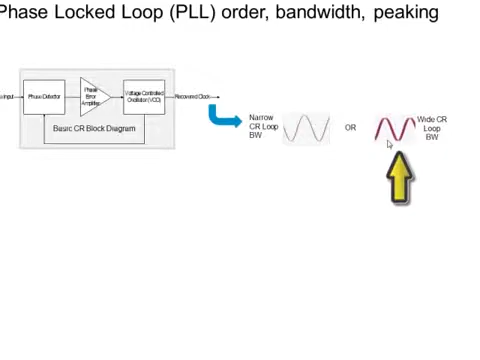 Phase Locked Loop (PLL) order, bandwidth, peaking
Phase Detector
Phase
Error
Amplifier
Voltage Controlled
Oscillator (VCO)
Recovered Clock
Basic CR Block Diagram
Narrow
CR Loop
BW
OR
Wide CR
Loop
BW